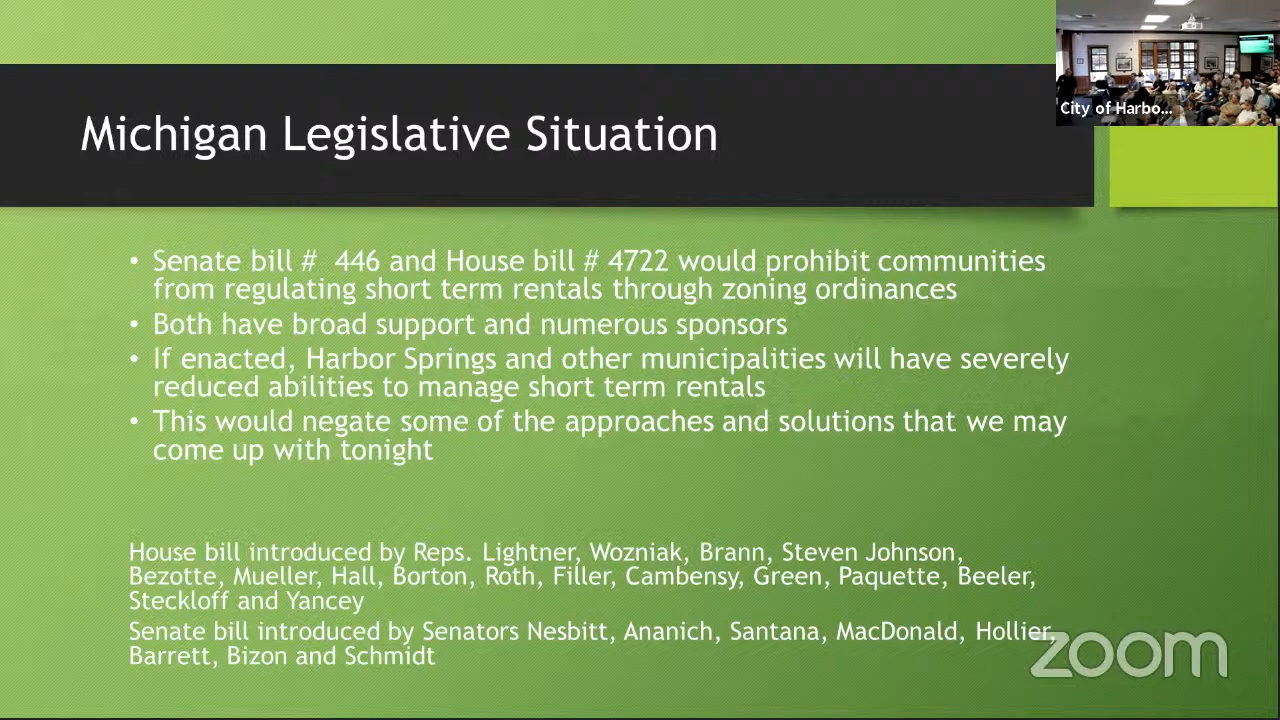 City of Harbo...
Michigan Legislative Situation
• Senate bill # 446 and House bill # 4722 would prohibit communities
from regulating short term rentals through zoning ordinances
• Both have broad support and numerous sponsors
• If enacted, Harbor Springs and other municipalities will have severely
reduced abilities to manage short term rentals
• This would negate some of the approaches and solutions that we may
come up with tonight
House bill introduced by Reps. Lightner, Wozniak, Brann, Steven Johnson,
Bezotte, Mueller, Hall, Borton, Roth, Filler, Cambensy, Green, Paquette, Beeler,
Steckloff and Yancey
Senate bill introduced by Senators Nesbitt, Ananich, Santana, MacDonald, Hollier,
Barrett, Bizon and Schmidt
zoom